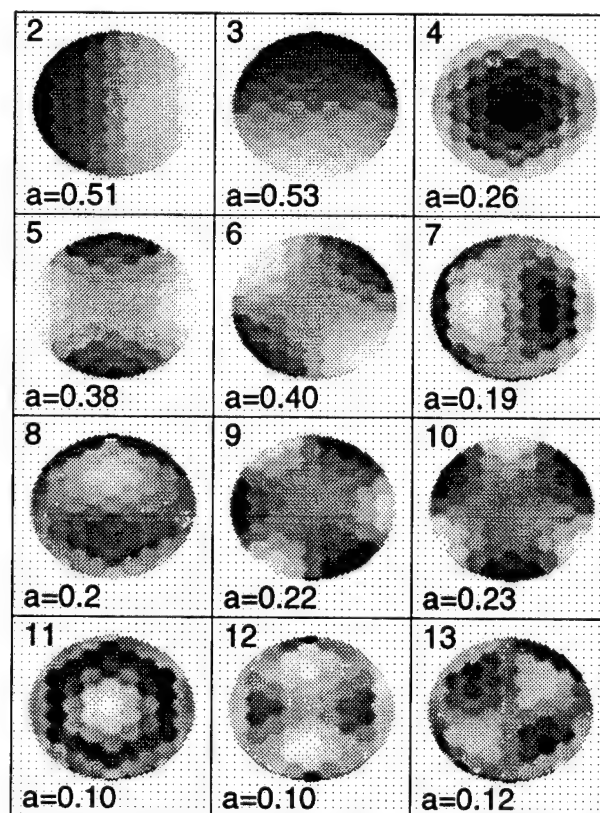 2 3 4
a=0.51 a=0.53 a=0.26
5 6 7
a=0.38 a=0.40 a=0.19
8 9 10
a=0.2 a=0.22 a=0.23
11 12 13
a=0.10 a=0.10 a=0.12